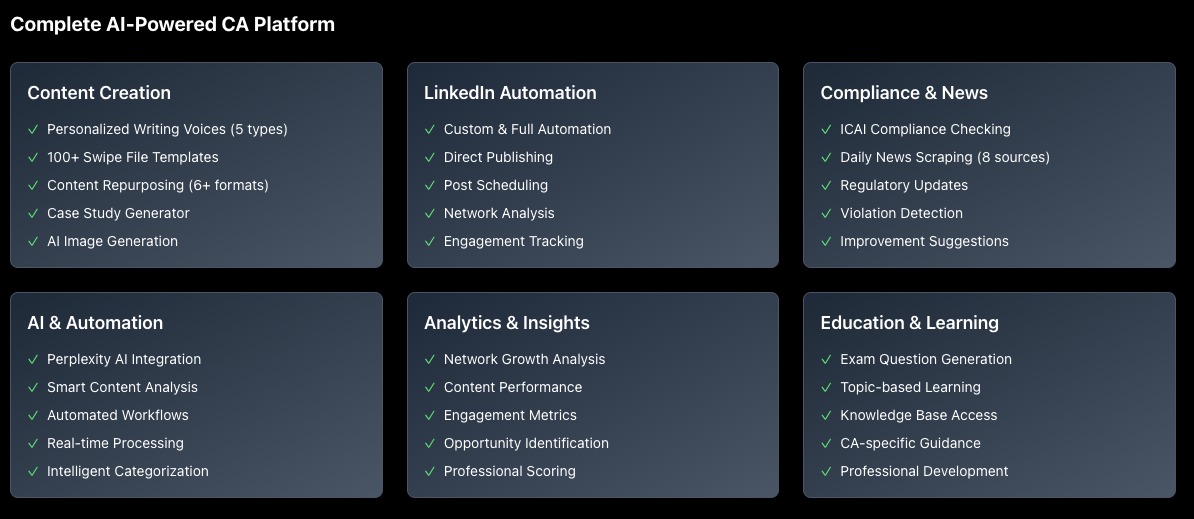 Complete AI-Powered CA Platform
Content Creation
✓ Personalized Writing Voices (5 types)
✓ 100+ Swipe File Templates
✓ Content Repurposing (6+ formats)
✓ Case Study Generator
✓ AI Image Generation
LinkedIn Automation
✓ Custom & Full Automation
✓ Direct Publishing
✓ Post Scheduling
✓ Network Analysis
✓ Engagement Tracking
Compliance & News
✓ ICAI Compliance Checking
✓ Daily News Scraping (8 sources)
✓ Regulatory Updates
✓ Violation Detection
✓ Improvement Suggestions
AI & Automation
✓ Perplexity AI Integration
✓ Smart Content Analysis
✓ Automated Workflows
✓ Real-time Processing
✓ Intelligent Categorization
Analytics & Insights
✓ Network Growth Analysis
✓ Content Performance
✓ Engagement Metrics
✓ Opportunity Identification
✓ Professional Scoring
Education & Learning
✓ Exam Question Generation
✓ Topic-based Learning
✓ Knowledge Base Access
✓ CA-specific Guidance
✓ Professional Development